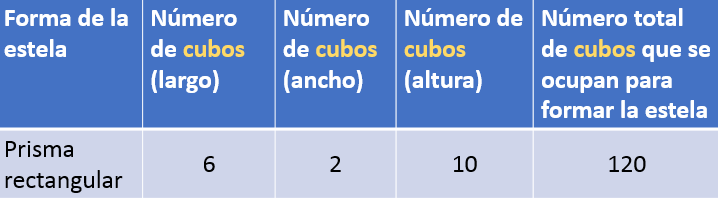 Forma de la
estela
Número
de cubos
(largo)
Número
de cubos
(ancho)
Número de
cubos
(altura)
Número total
de cubos que se
ocupan para
formar la estela
Prisma
rectangular
6
2
10
120